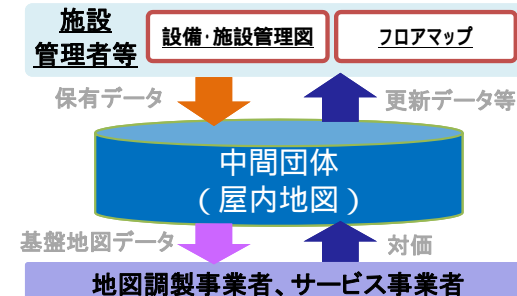 施設
管理者等
設備・施設管理図
フロアマップ
保有データ
更新データ等
中間団体
（屋内地図）
基盤地図データ
対価
地図調製事業者、サービス事業者